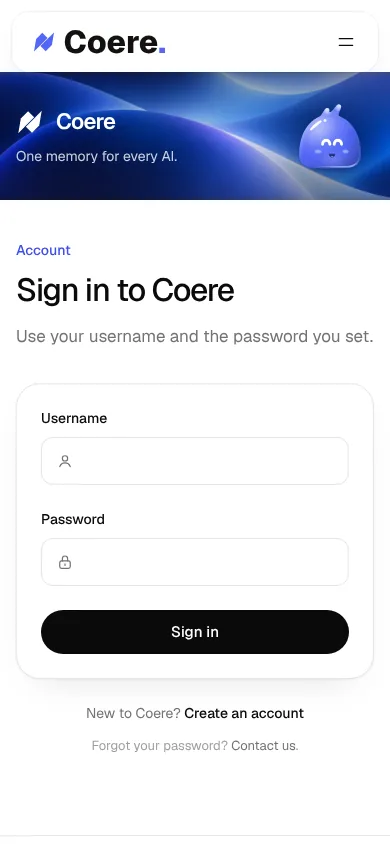 Coere.
Coere
One memory for every AI.
Account
Sign in to Coere
Use your username and the password you set.
Username
Password
Sign in
New to Coere? Create an account
Forgot your password? Contact us.